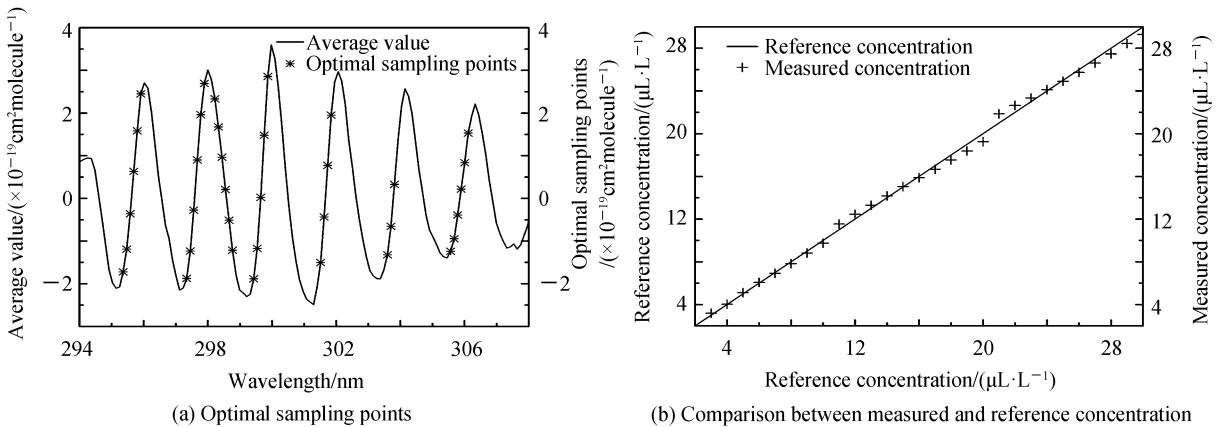 Average value/(×10⁻¹⁹cm²molecule⁻¹)
4
2
0
−2
294
298
302
306
Wavelength/nm
4
2
0
−2
Optimal sampling points
/(×10⁻¹⁹cm²molecule⁻¹)
Average value
Optimal sampling points
(a) Optimal sampling points
Reference concentration/(μL·L⁻¹)
28
20
12
4
4
12
20
28
Reference concentration/(μL·L⁻¹)
28
20
12
4
Measured concentration/(μL·L⁻¹)
Reference concentration
Measured concentration
(b) Comparison between measured and reference concentration